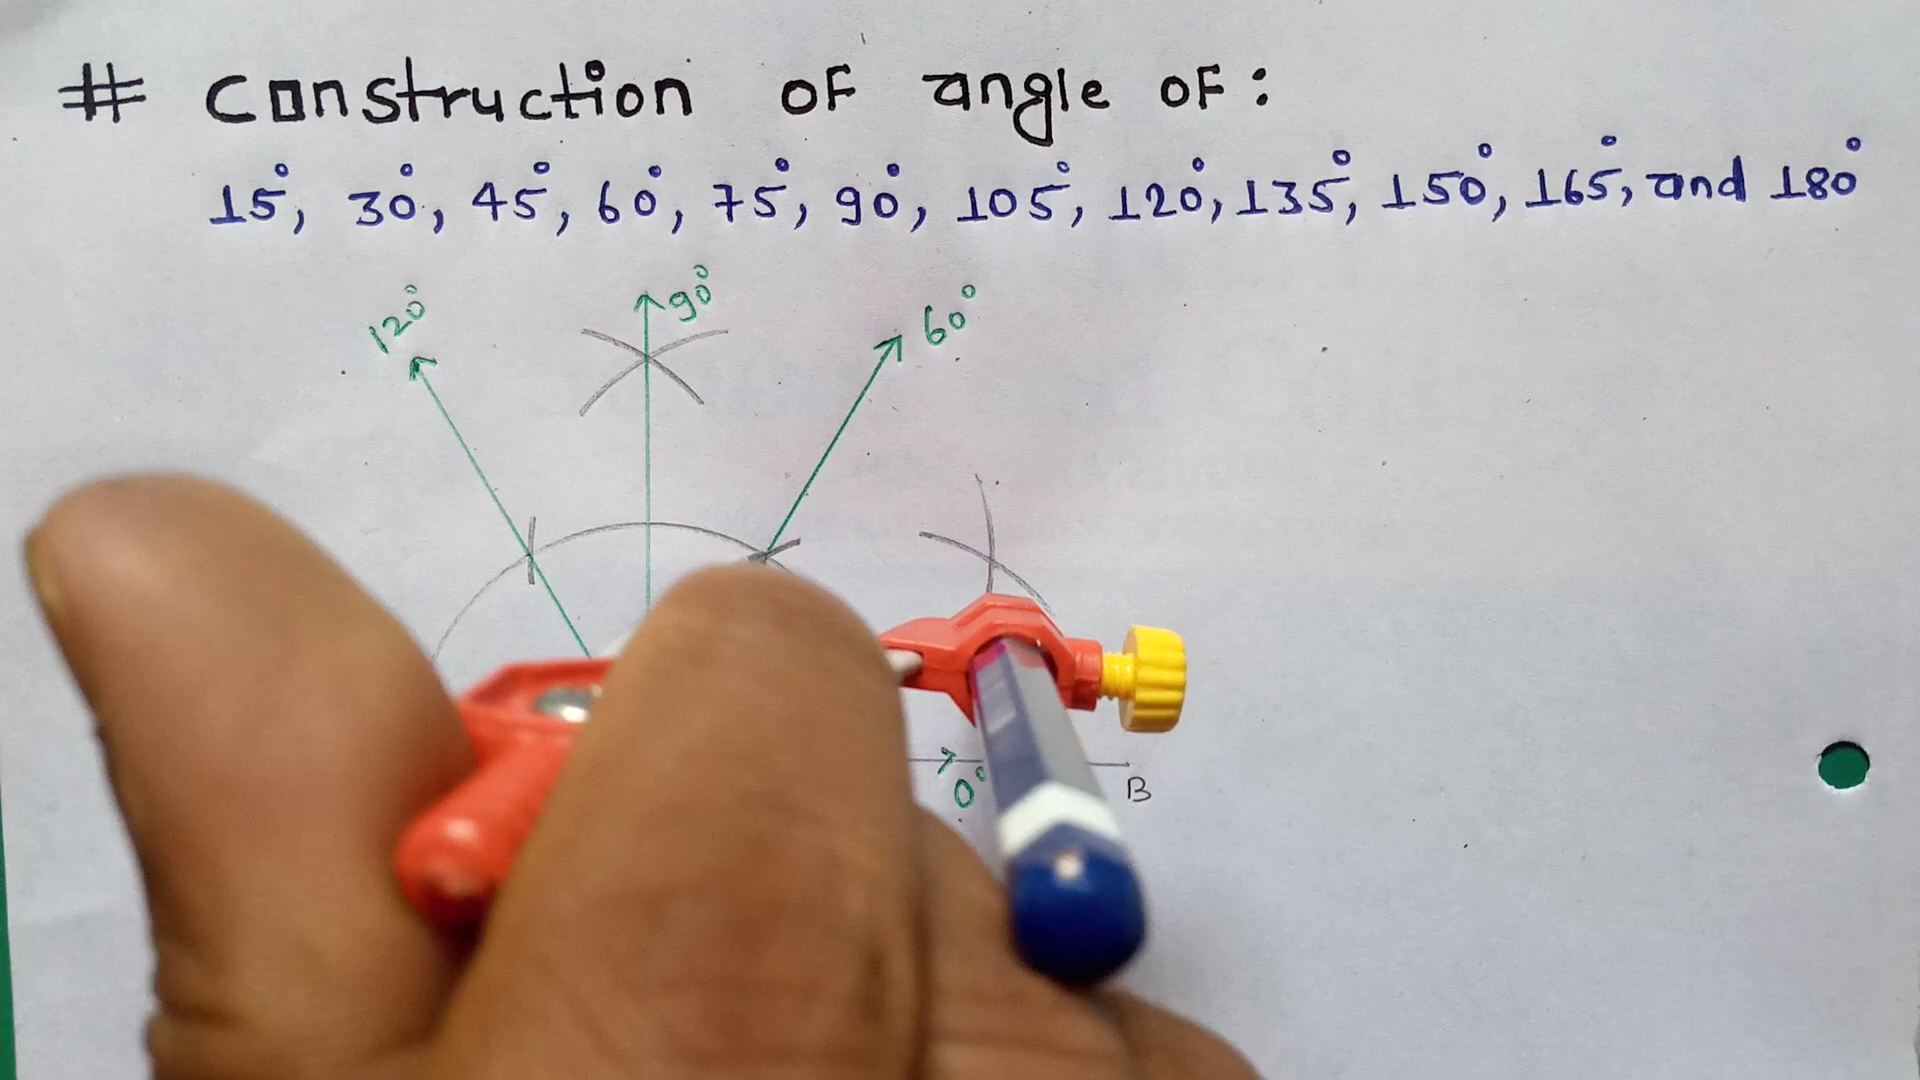 # Construction of angle of:
15°, 30°, 45°, 60°, 75°, 90°, 105°, 120°, 135°, 150°, 165°, and 180°
120° 90° 60°
0° B